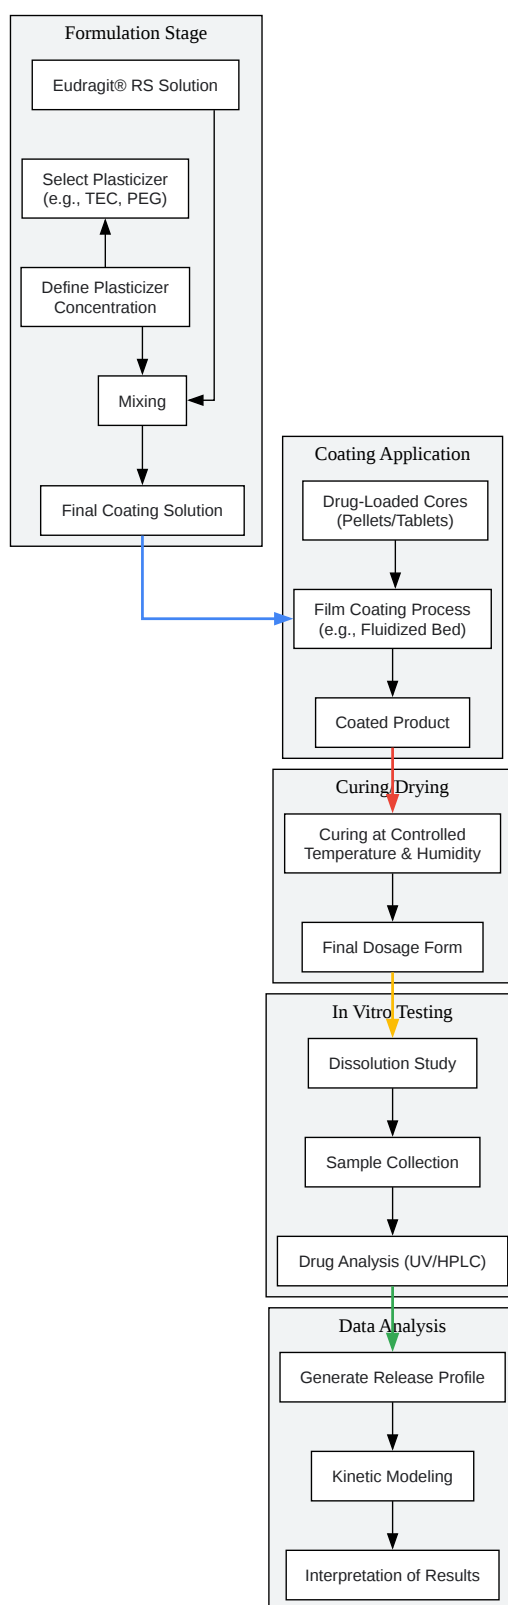 Formulation Stage
Eudragit® RS Solution
Select Plasticizer
(e.g., TEC, PEG)
Define Plasticizer
Concentration
Mixing
Final Coating Solution
Coating Application
Drug-Loaded Cores
(Pellets/Tablets)
Film Coating Process
(e.g., Fluidized Bed)
Coated Product
Curing/Drying
Curing at Controlled
Temperature & Humidity
Final Dosage Form
In Vitro Testing
Dissolution Study
Sample Collection
Drug Analysis (UV/HPLC)
Data Analysis
Generate Release Profile
Kinetic Modeling
Interpretation of Results